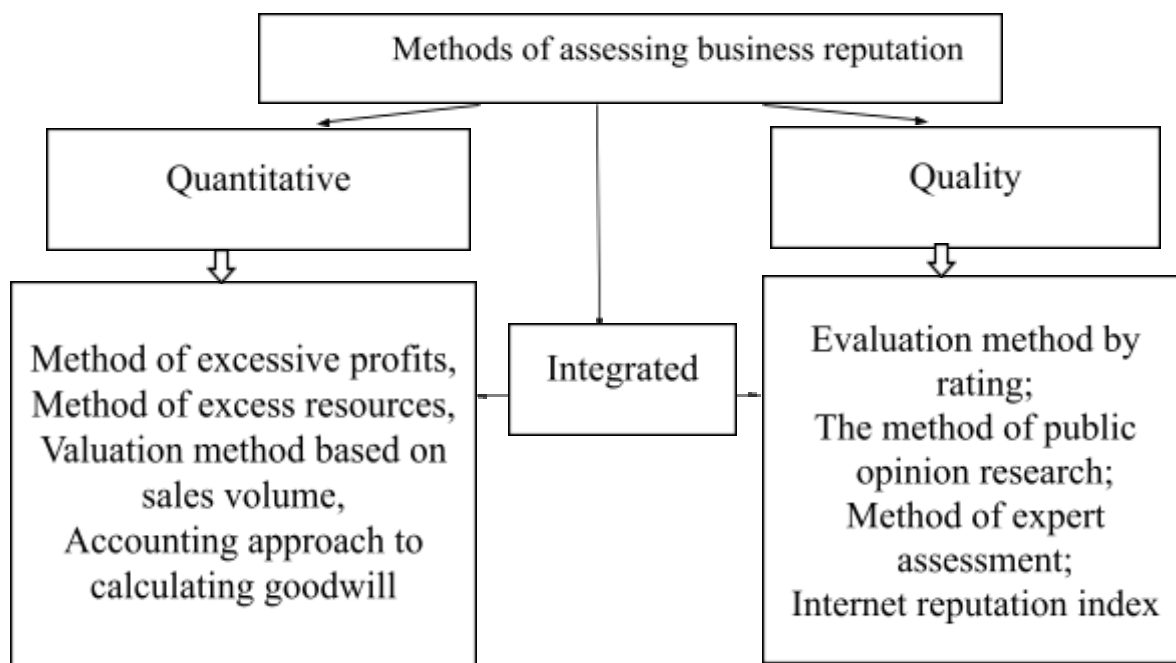 Methods of assessing business reputation
Quantitative
Quality
Method of excessive profits,
Method of excess resources,
Valuation method based on
sales volume,
Accounting approach to
calculating goodwill
Integrated
Evaluation method by
rating;
The method of public
opinion research;
Method of expert
assessment;
Internet reputation index